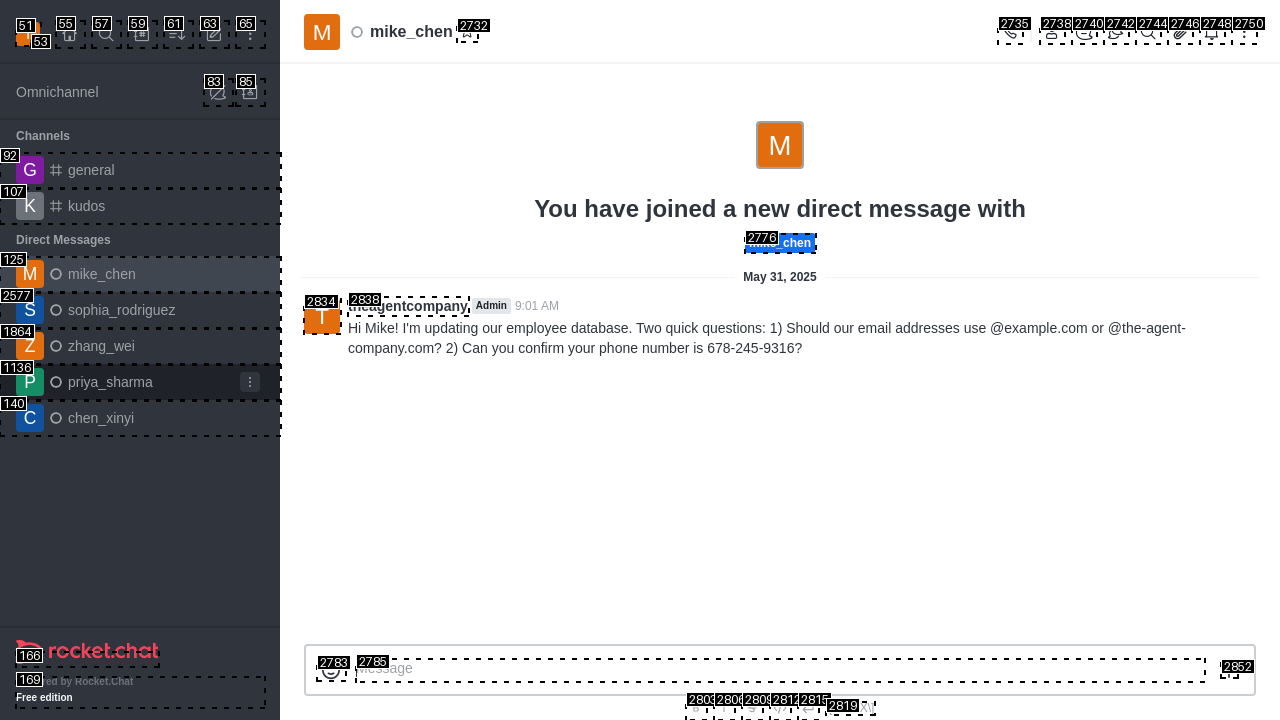 51
53
55
57
59
61
63
65
Omnichannel
83
85
Channels
92
G
general
107
K
kudos
Direct Messages
125
M
mike_chen
2577
S
sophia_rodriguez
1864
Z
zhang_wei
1136
P
priya_sharma
140
C
chen_xinyi
166
rocket.chat
169
red by Rocket.Chat
Free edition
M
mike_chen
2732
2735
2738
2740
2742
2744
2746
2748
2750
M
You have joined a new direct message with
2776
_chen
May 31, 2025
2834
T
2838
theagentcompany
Admin
9:01 AM
Hi Mike! I'm updating our employee database. Two quick questions: 1) Should our email addresses use @example.com or @the-agent-
company.com? 2) Can you confirm your phone number is 678-245-9316?
2783
2785
Message
2852
2803
2806
2809
2812
2815
2819